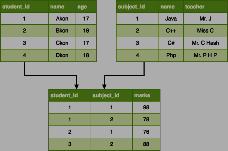 student_id name age
1 Akon 17
2 Bkon 18
3 Ckon 17
4 Dkon 18
subject_id name teacher
1 Java Mr. J
2 C++ Miss C
3 C# Mr. C Hash
4 Php Mr. P H P
student_id subject_id marks
1 1 98
1 2 78
2 1 76
3 2 88